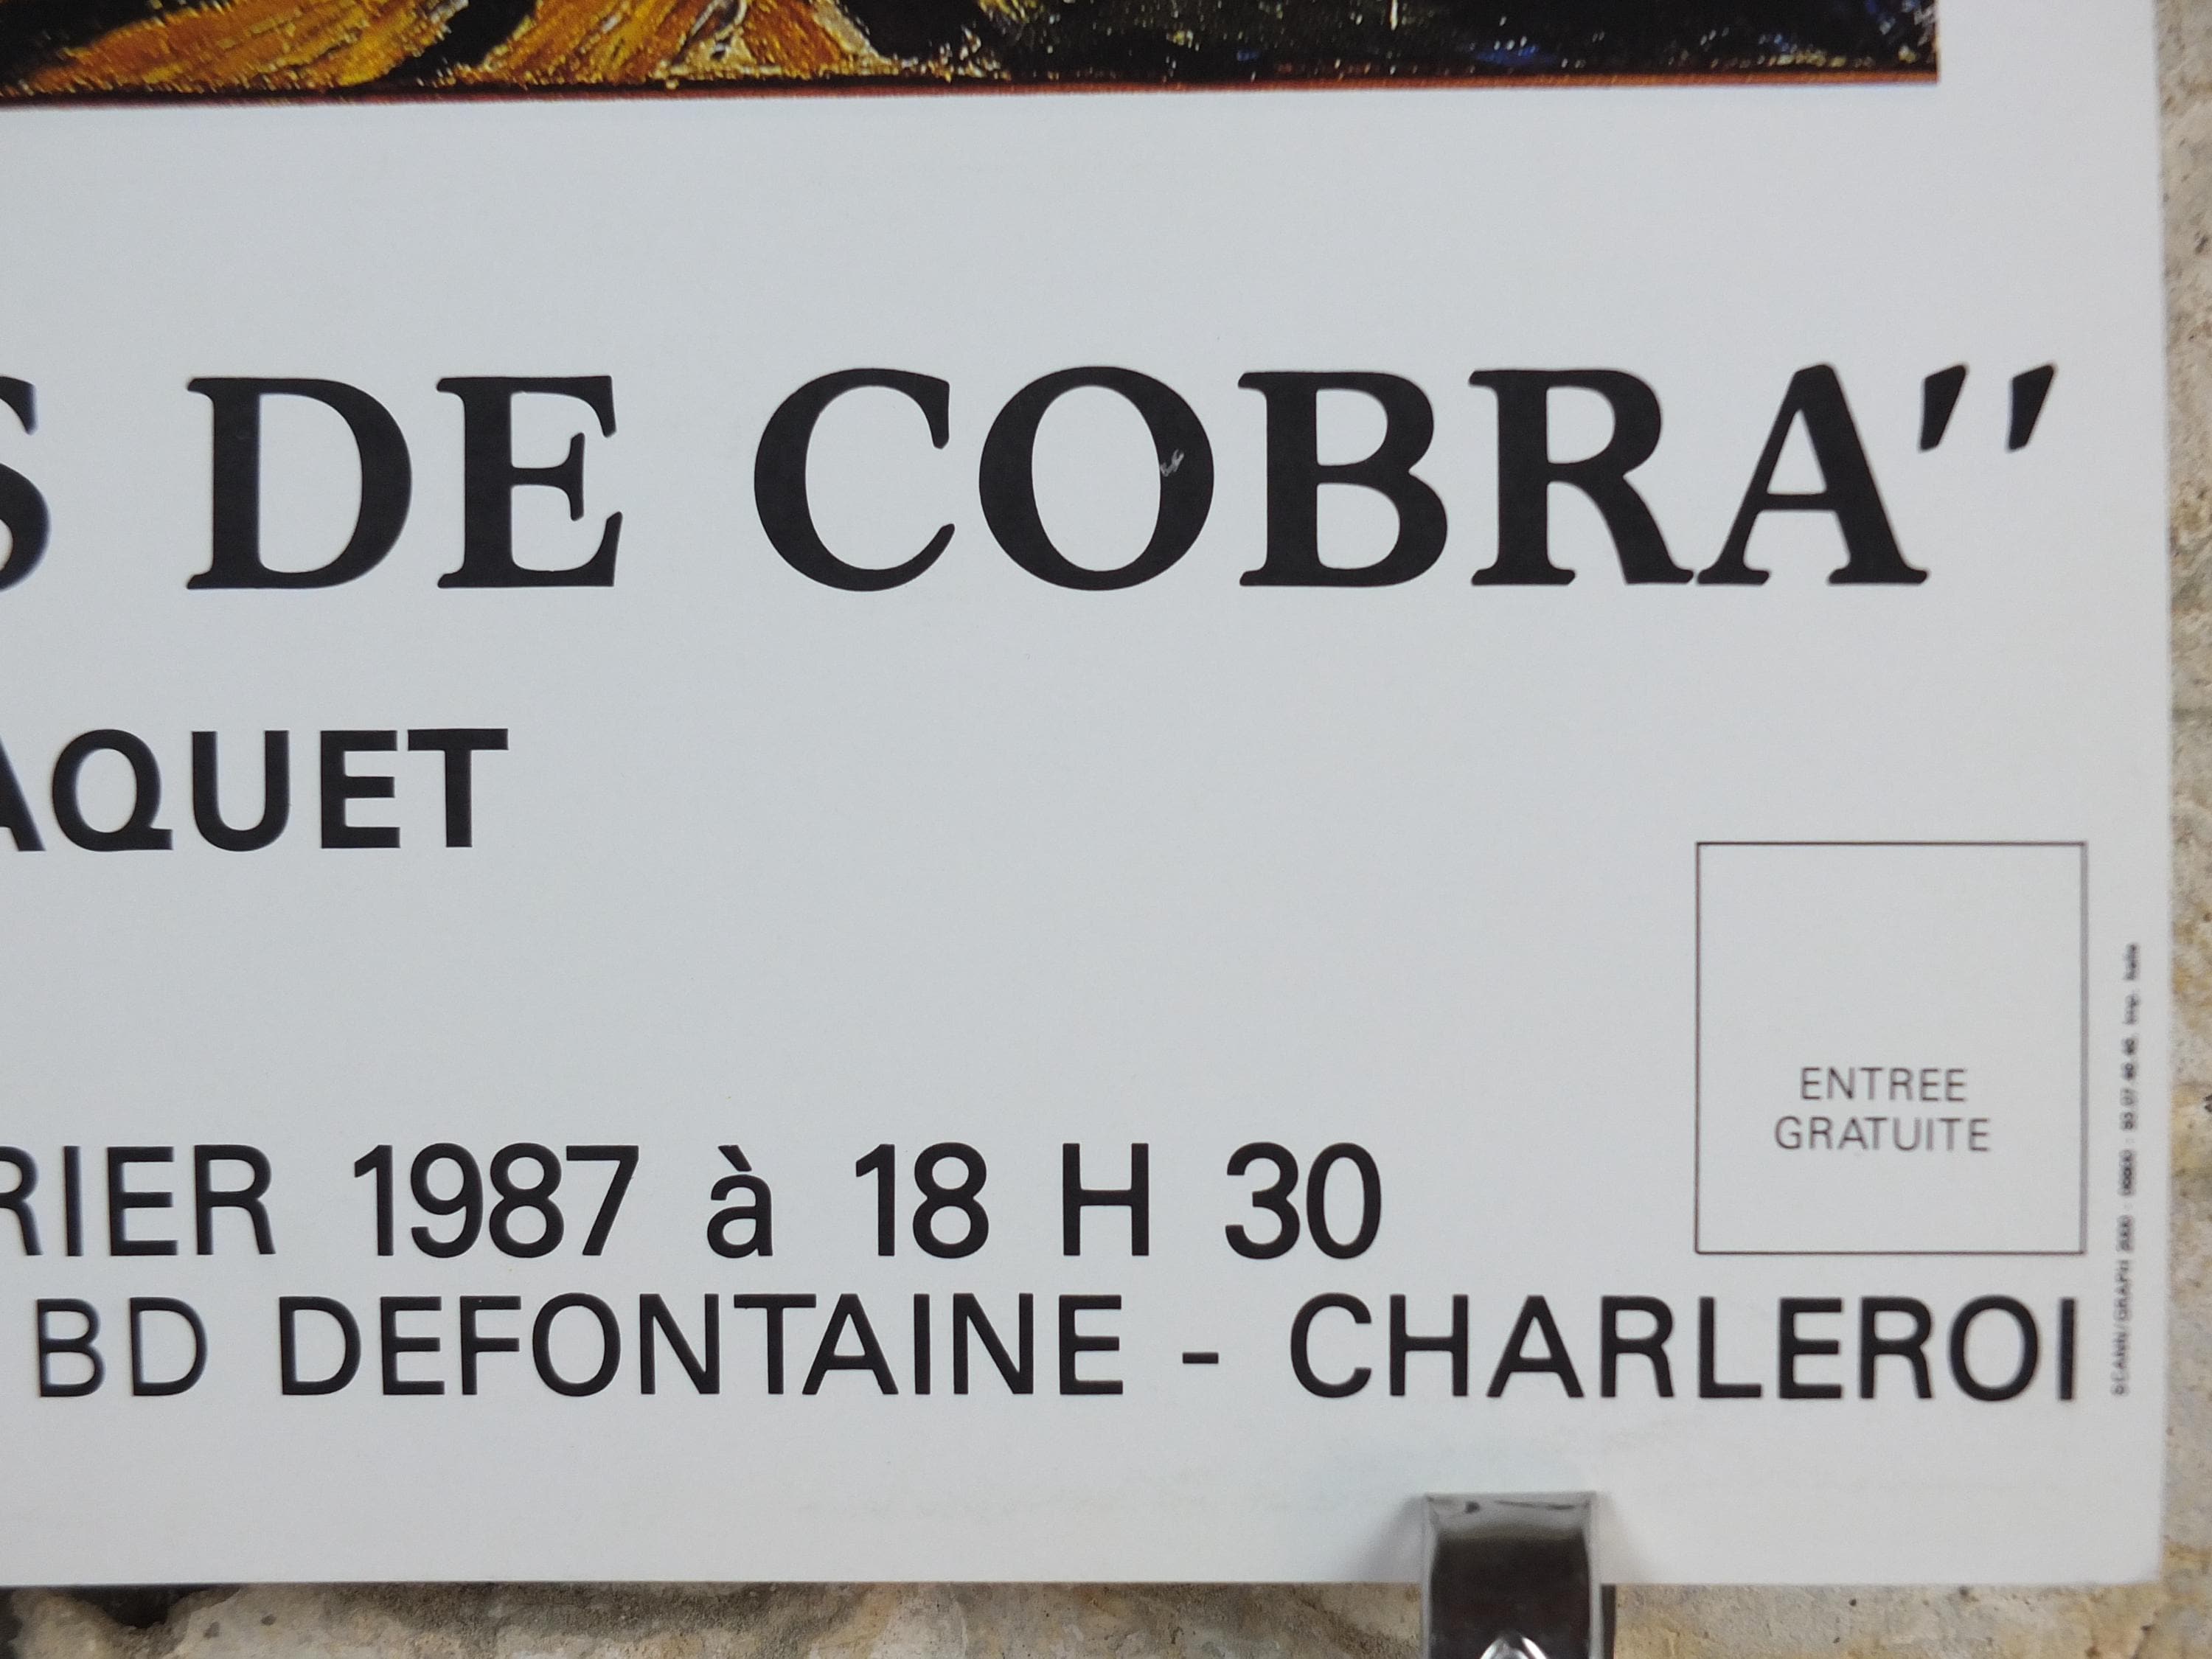 S DE COBRA"
AQUET
ENTREE
GRATUITE
RIER 1987 à 18 H 30
BD DEFONTAINE - CHARLEROI